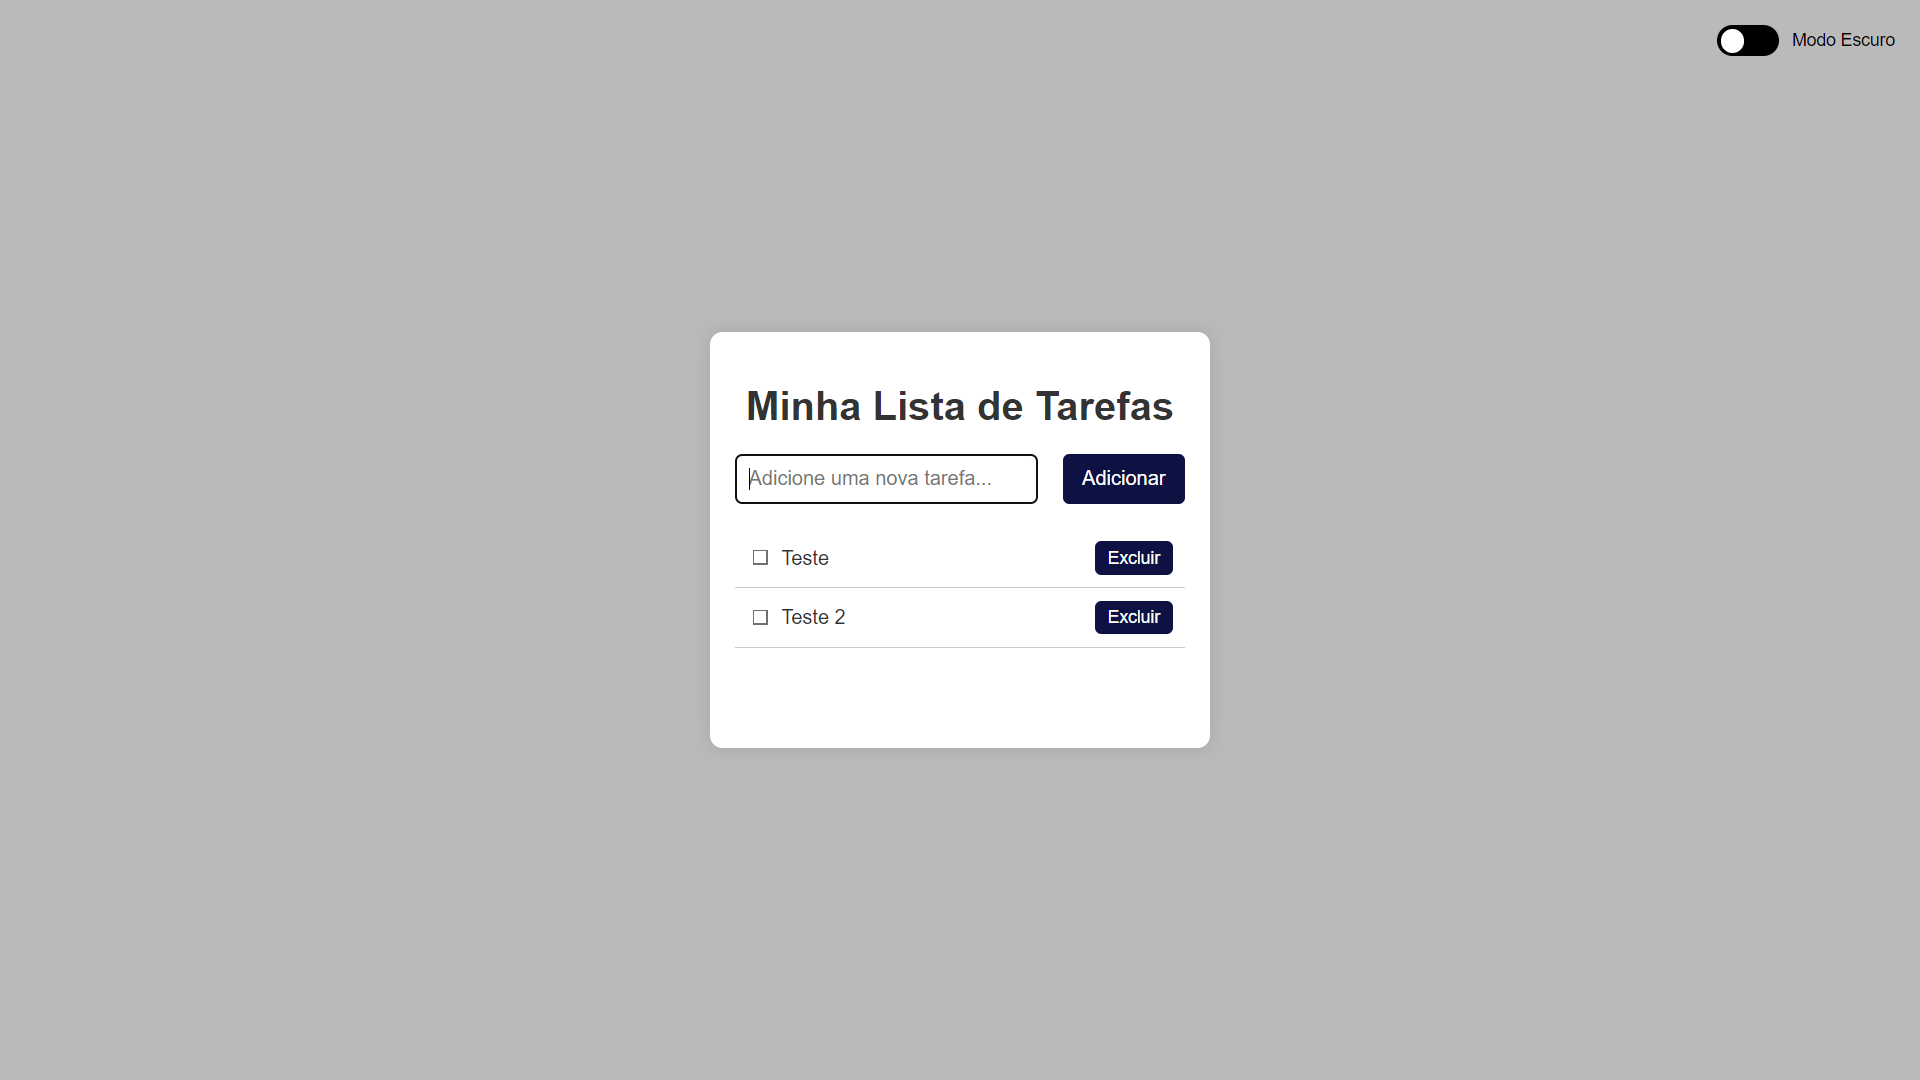 Modo Escuro
Minha Lista de Tarefas
Adicione uma nova tarefa...
Adicionar
Teste
Excluir
Teste 2
Excluir